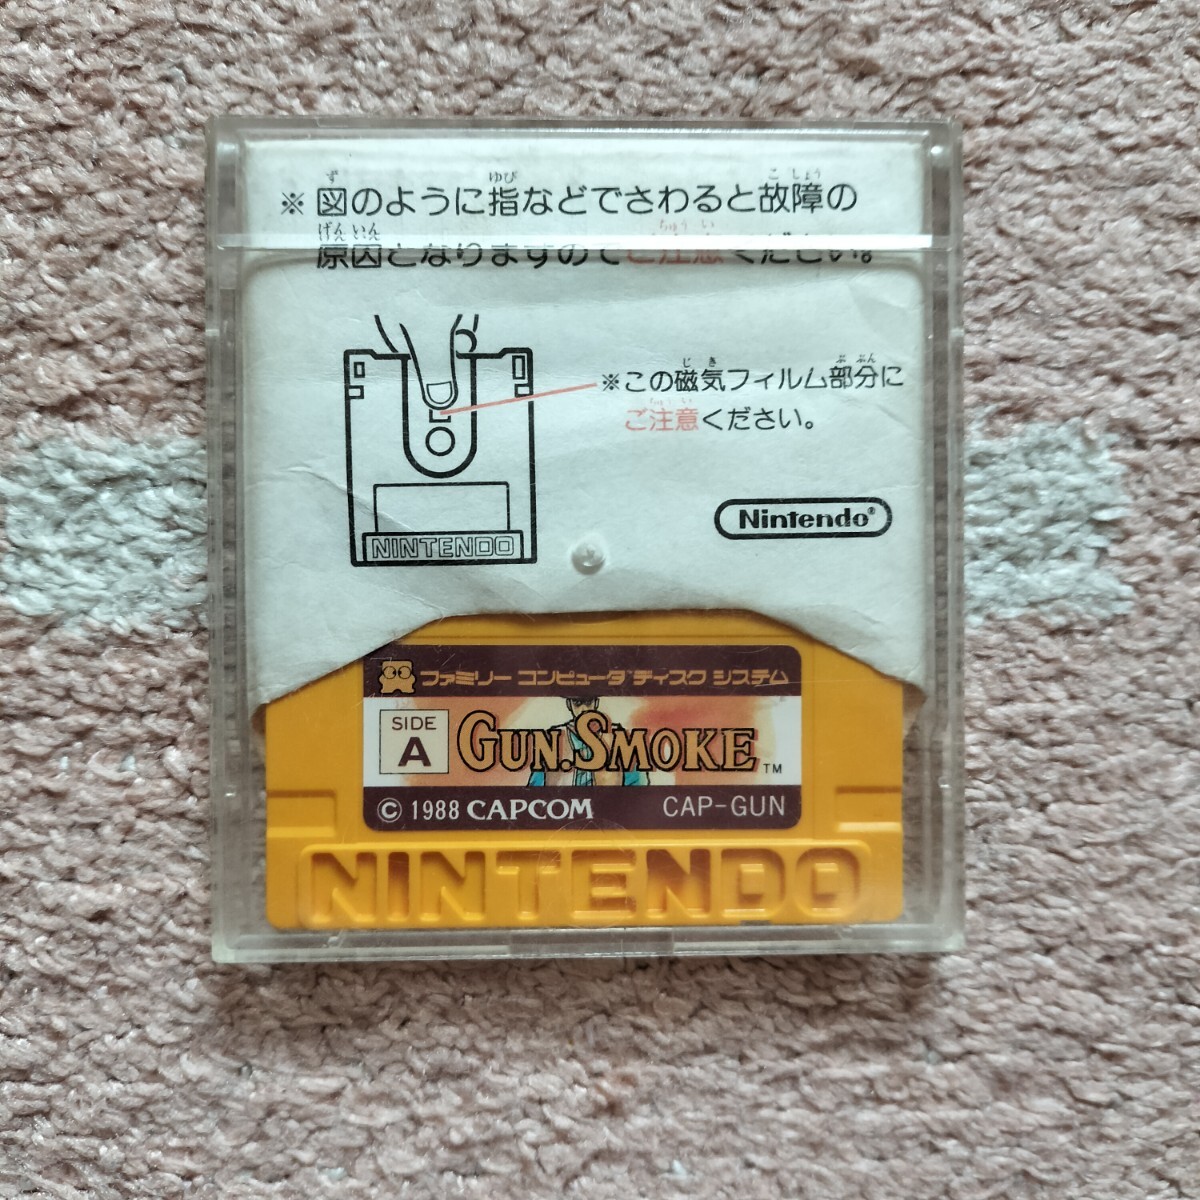 ※図のように指などでさわると故障の
原因となりますのでご注意ください。
※この磁気フィルム部分に
ご注意ください。
Nintendo®
NINTENDO
ファミリー コンピュータ ディスク システム
SIDE
A
GUN.SMOKE™
© 1988 CAPCOM CAP-GUN
NINTENDO